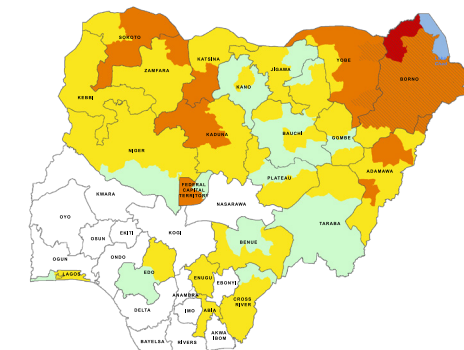 SOKOTO
KATSINA
JIGAWA
YOBE
ZAMFARA
KANO
BORNO
KEBBI
KADUNA
BAUCHI
GOMBE
NIGER
ADAMAWA
PLATEAU
FEDERAL
CAPITAL
TERRITORY
KWARA
NASARAWA
OYO
TARABA
KOGI
EKITI
OSUN
BENUE
OGUN
ONDO
LAGOS
EDO
ENUGU
EBONYI
ANAMBRA
CROSS
RIVER
DELTA
IMO
ABIA
AKWA
IBOM
BAYELSA
RIVERS